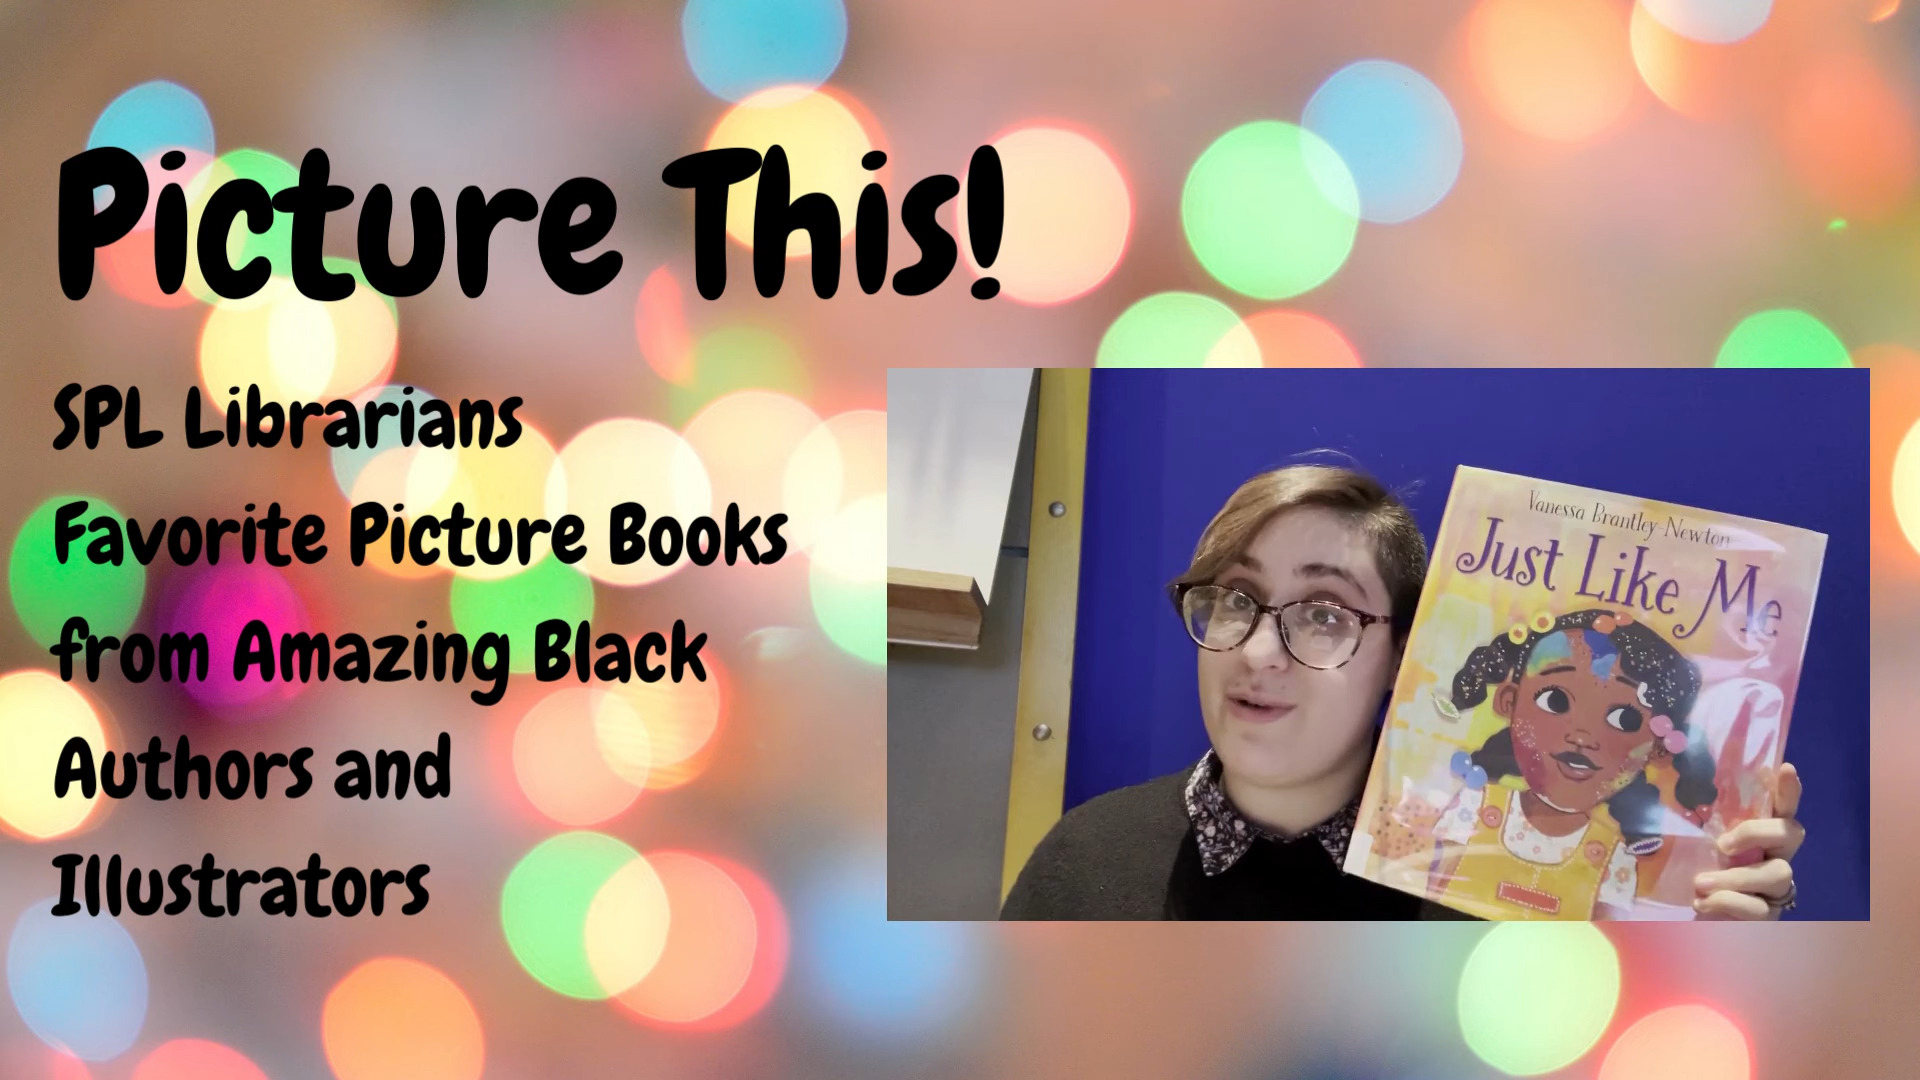 Picture This!
SPL Librarians
Favorite Picture Books
from Amazing Black
Authors and
Illustrators
Vanessa Brantley-Newton
Just Like Me